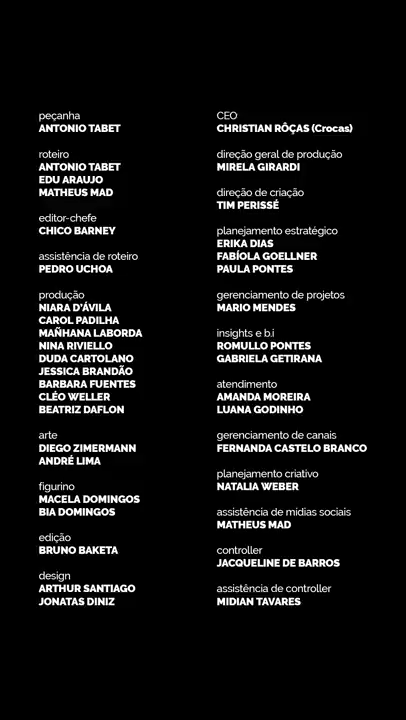 peçanha
ANTONIO TABET
roteiro
ANTONIO TABET
EDU ARAUJO
MATHEUS MAD
editor-chefe
CHICO BARNEY
assistência de roteiro
PEDRO UCHOA
produção
NIARA D'ÁVILA
CAROL PADILHA
MAÑHANA LABORDA
NINA RIVIELLO
DUDA CARTOLANO
JESSICA BRANDÃO
BARBARA FUENTES
CLÉO WELLER
BEATRIZ DAFLON
arte
DIEGO ZIMERMANN
ANDRÉ LIMA
figurino
MACELA DOMINGOS
BIA DOMINGOS
edição
BRUNO BAKETA
design
ARTHUR SANTIAGO
JONATAS DINIZ
CEO
CHRISTIAN RÔÇAS (Crocas)
direção geral de produção
MIRELA GIRARDI
direção de criação
TIM PERISSÉ
planejamento estratégico
ERIKA DIAS
FABÍOLA GOELLNER
PAULA PONTES
gerenciamento de projetos
MARIO MENDES
insights e b.i
ROMULLO PONTES
GABRIELA GETIRANA
atendimento
AMANDA MOREIRA
LUANA GODINHO
gerenciamento de canais
FERNANDA CASTELO BRANCO
planejamento criativo
NATALIA WEBER
assistência de mídias sociais
MATHEUS MAD
controller
JACQUELINE DE BARROS
assistência de controller
MIDIAN TAVARES